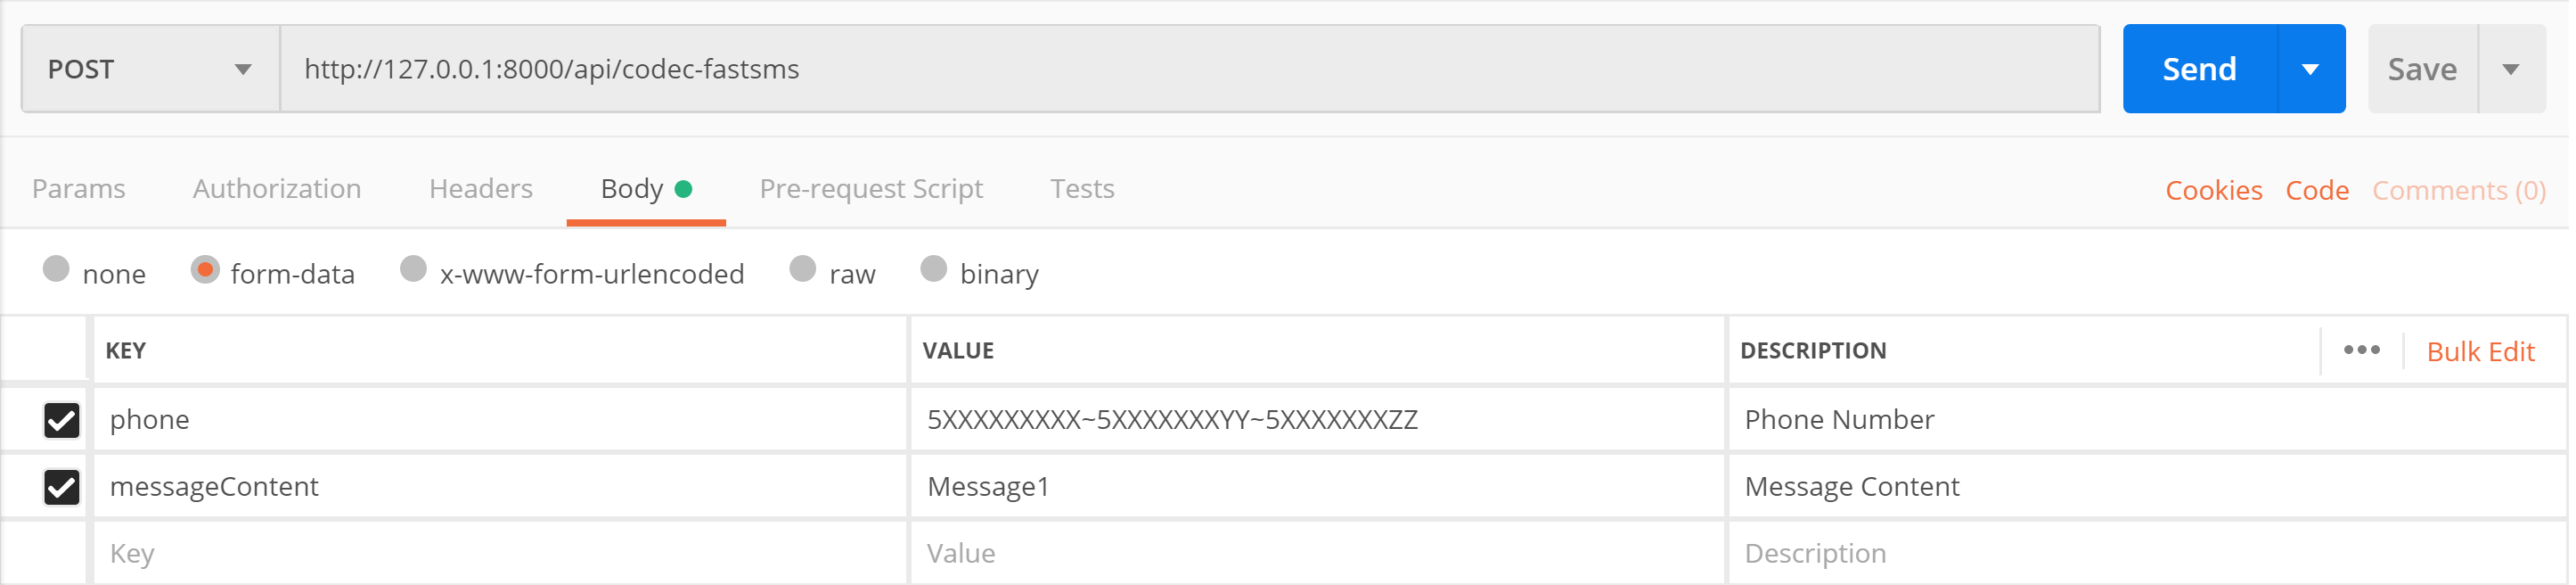 POST http://127.0.0.1:8000/api/codec-fastsms Send Save
Params Authorization Headers Body Pre-request Script Tests Cookies Code Comments (0)
none form-data x-www-form-urlencoded raw binary
KEY VALUE DESCRIPTION Bulk Edit
phone 5XXXXXXXXX~5XXXXXXXYY~5XXXXXXXZZ Phone Number
messageContent Message1 Message Content
Key Value Description